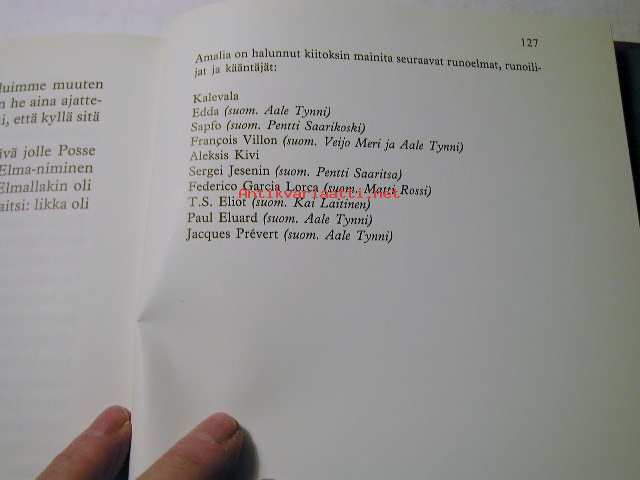 luimme muuten
n he aina ajatte-
i, että kyllä sitä
ivä jolle Posse
Elma-niminen
Elmallakin oli
aitsi: likka oli
127
Amalia on halunnut kiitoksin mainita seuraavat runoelmat, runoili-
jat ja kääntäjät:
Kalevala
Edda (suom. Aale Tynni)
Sapfo (suom. Pentti Saarikoski)
François Villon (suom. Veijo Meri ja Aale Tynni)
Aleksis Kivi
Sergei Jesenin (suom. Pentti Saaritsa)
Federico Garcia Lorca (suom. Matti Rossi)
Antikvariaatti.net
T.S. Eliot (suom. Kai Laitinen)
Paul Eluard (suom. Aale Tynni)
Jacques Prévert (suom. Aale Tynni)